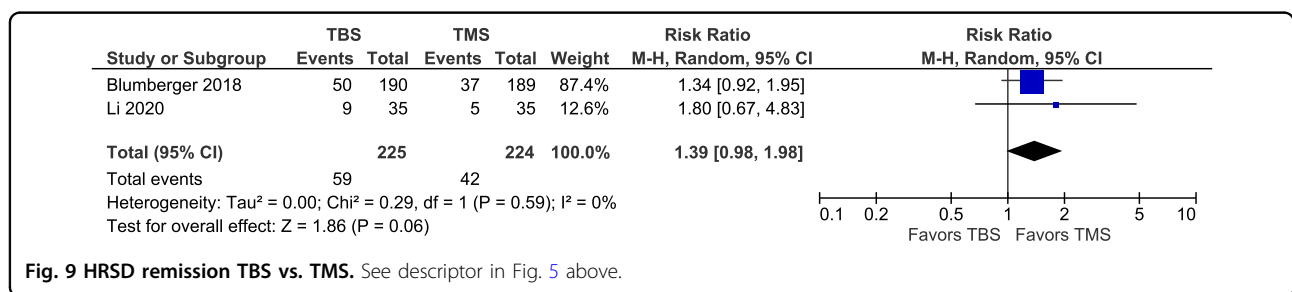 TBS TMS Risk Ratio Risk Ratio
Study or Subgroup Events Total Events Total Weight M-H, Random, 95% CI M-H, Random, 95% CI
Blumberger 2018 50 190 37 189 87.4% 1.34 [0.92, 1.95]
Li 2020 9 35 5 35 12.6% 1.80 [0.67, 4.83]
Total (95% CI) 225 224 100.0% 1.39 [0.98, 1.98]
Total events 59 42
Heterogeneity: Tau² = 0.00; Chi² = 0.29, df = 1 (P = 0.59); I² = 0%
Test for overall effect: Z = 1.86 (P = 0.06)
0.1 0.2 0.5 1 2 5 10
Favors TBS Favors TMS
Fig. 9 HRSD remission TBS vs. TMS. See descriptor in Fig. 5 above.